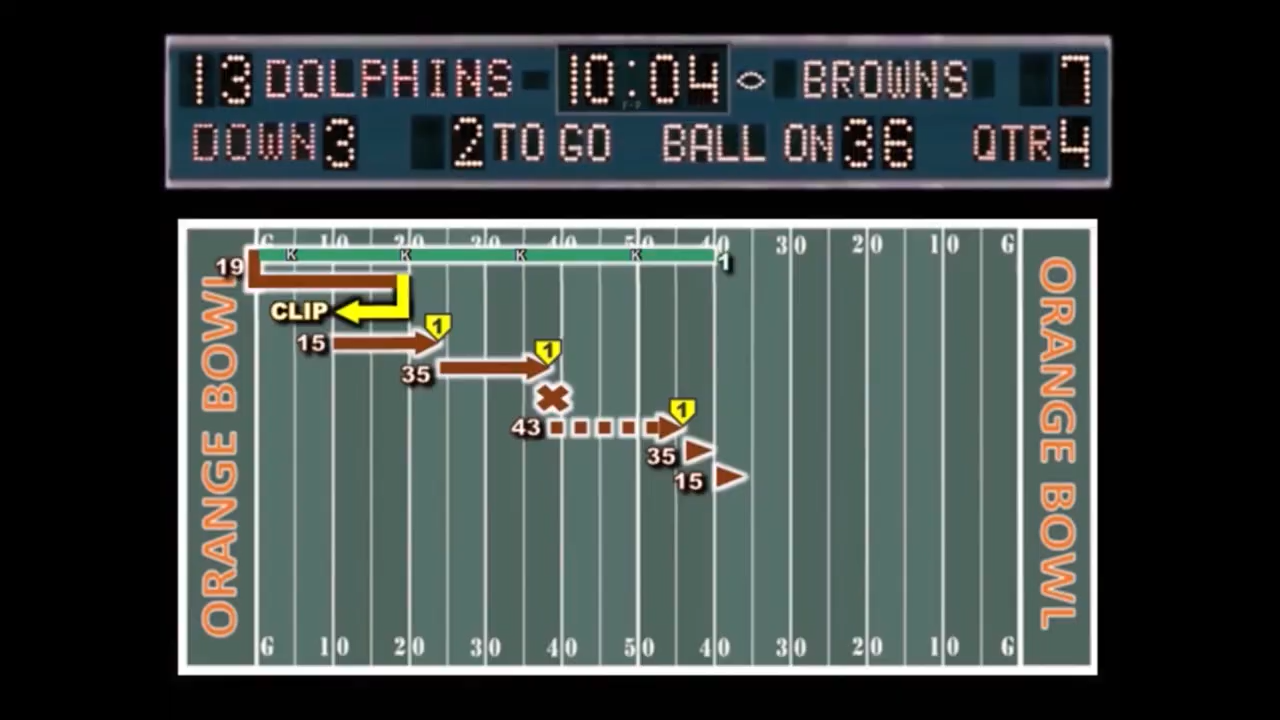 13 DOLPHINS 10:04 BROWNS 7
DOWN 3 2 TO GO BALL ON 36 QTR 4
G 10 20 30 40 50 40 30 20 10 G
K K K K
1
19
CLIP
1
15
1
35
43
1
35
15
ORANGE BOWL
ORANGE BOWL
G 10 20 30 40 50 40 30 20 10 G